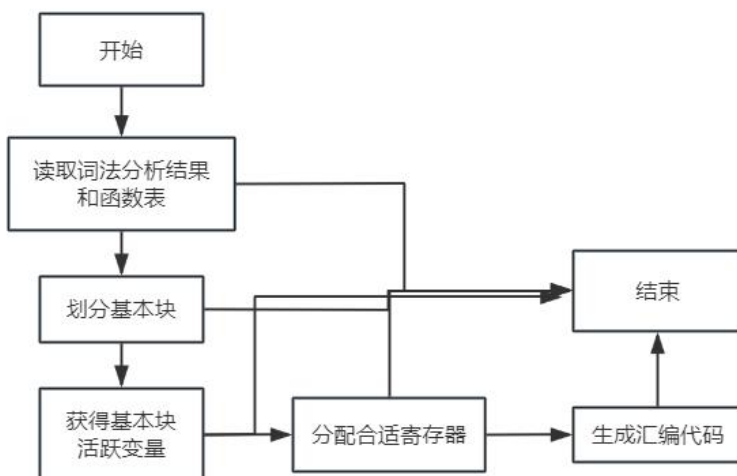 开始
读取词法分析结果
和函数表
划分基本块
结束
获得基本块
活跃变量
分配合适寄存器
生成汇编代码